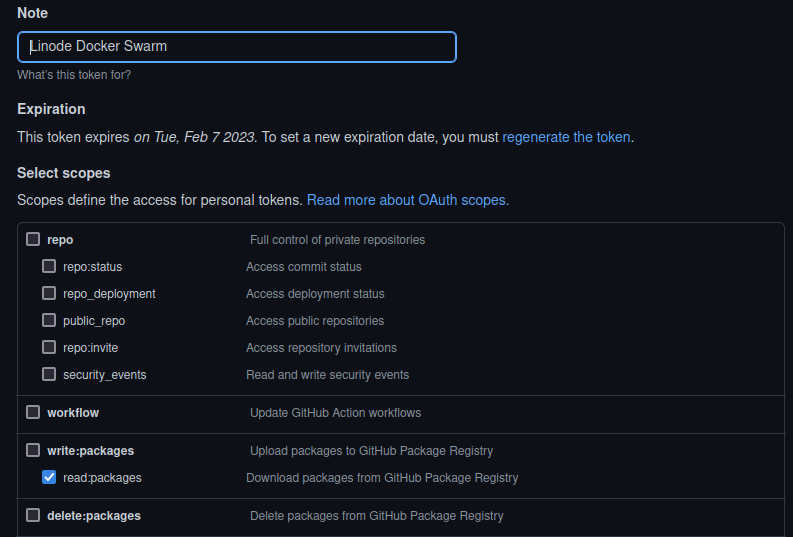 Note
Linode Docker Swarm
What's this token for?
Expiration
This token expires on Tue, Feb 7 2023. To set a new expiration date, you must regenerate the token.
Select scopes
Scopes define the access for personal tokens. Read more about OAuth scopes.
repo Full control of private repositories
repo:status Access commit status
repo_deployment Access deployment status
public_repo Access public repositories
repo:invite Access repository invitations
security_events Read and write security events
workflow Update GitHub Action workflows
write:packages Upload packages to GitHub Package Registry
read:packages Download packages from GitHub Package Registry
delete:packages Delete packages from GitHub Package Registry